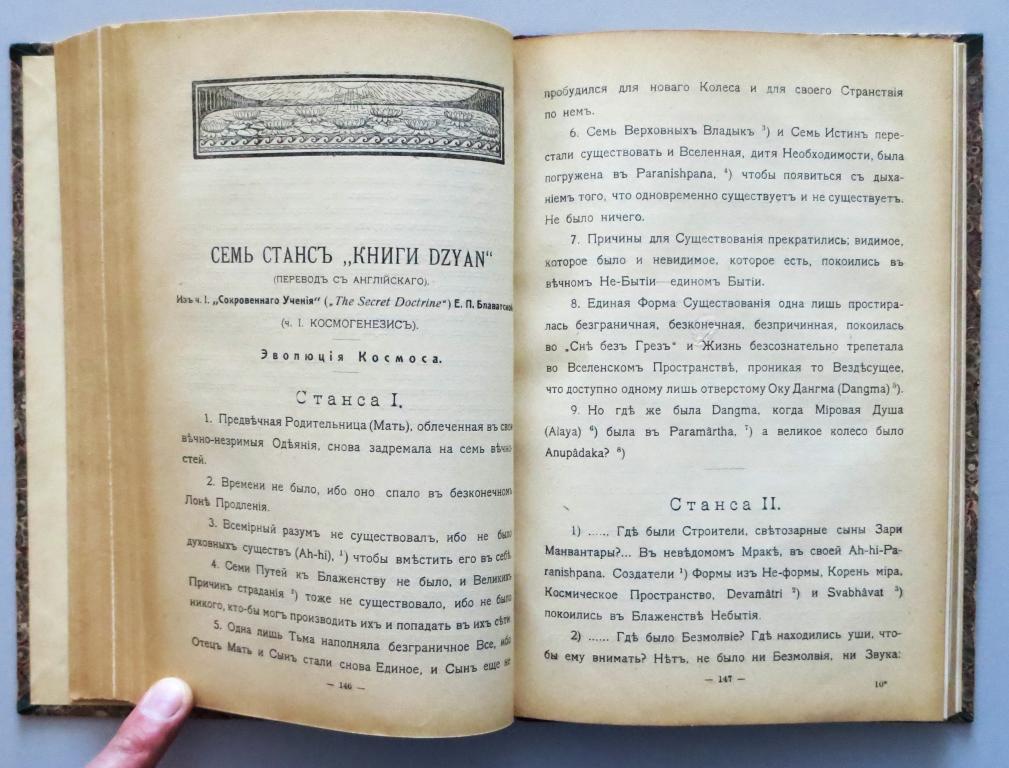 СЕМЬ СТАНСЪ „КНИГИ DZYAN“
(ПЕРЕВОДЪ СЪ АНГЛІЙСКАГО).
Изъ ч. I. „Сокровеннаго Ученія“ („The Secret Doctrine“) Е. П. Блаватской
(ч. I. КОСМОГЕНЕЗИСЪ).
Эволюція Космоса.
Станса I.
1. Предвѣчная Родительница (Мать), облеченная въ свои
вѣчно-незримыя Одѣянія, снова задремала на семь вѣчно-
стей.
2. Времени не было, ибо оно спало въ безконечномъ
Лонѣ Продленія.
3. Всемірный разумъ не существовалъ, ибо не было
духовныхъ существъ (Ah-hi), ¹) чтобы вмѣстить его въ себѣ.
4. Семи Путей къ Блаженству не было, и Великихъ
Причинъ страданія ²) тоже не существовало, ибо не было
никого, кто-бы могъ производить ихъ и попадать въ ихъ сѣти.
5. Одна лишь Тьма наполняла безграничное Все, ибо
Отецъ Мать и Сынъ стали снова Единое, и Сынъ еще не
— 146 —
пробудился для новаго Колеса и для своего Странствія
по немъ.
6. Семь Верховныхъ Владыкъ ³) и Семь Истинъ пере-
стали существовать и Вселенная, дитя Необходимости, была
погружена въ Paranishpana, ⁴) чтобы появиться съ дыха-
ніемъ того, что одновременно существуетъ и не существуетъ.
Не было ничего.
7. Причины для Существованія прекратились; видимое,
которое было и невидимое, которое есть, покоились въ
вѣчномъ Не-Бытіи—единомъ Бытіи.
8. Единая Форма Существованія одна лишь простира-
лась безграничная, безконечная, безпричинная, покоилась
во „Снѣ безъ Грезъ“ и Жизнь безсознательно трепетала
во Вселенскомъ Пространствѣ, проникая то Вездѣсущее,
что доступно одному лишь отверстому Оку Дангма (Dangma) ⁵).
9. Но гдѣ же была Dangma, когда Міровая Душа
(Alaya) ⁶) была въ Paramârtha, ⁷) а великое колесо было
Anupâdaka? ⁸)
Станса II.
1) ...... Гдѣ были Строители, свѣтозарные сыны Зари
Манвантары?... Въ невѣдомомъ Мракѣ, въ своей Ah-hi-Pa-
ranishpana. Создатели ¹) Формы изъ Не-формы, Корень міра,
Космическое Пространство, Devamâtri ²) и Svabhâvat ³)
покоились въ Блаженствѣ Небытія.
2) ...... Гдѣ было Безмолвіе? Гдѣ находились уши, что-
бы ему внимать? Нѣтъ, не было ни Безмолвія, ни Звука:
— 147 —
10*